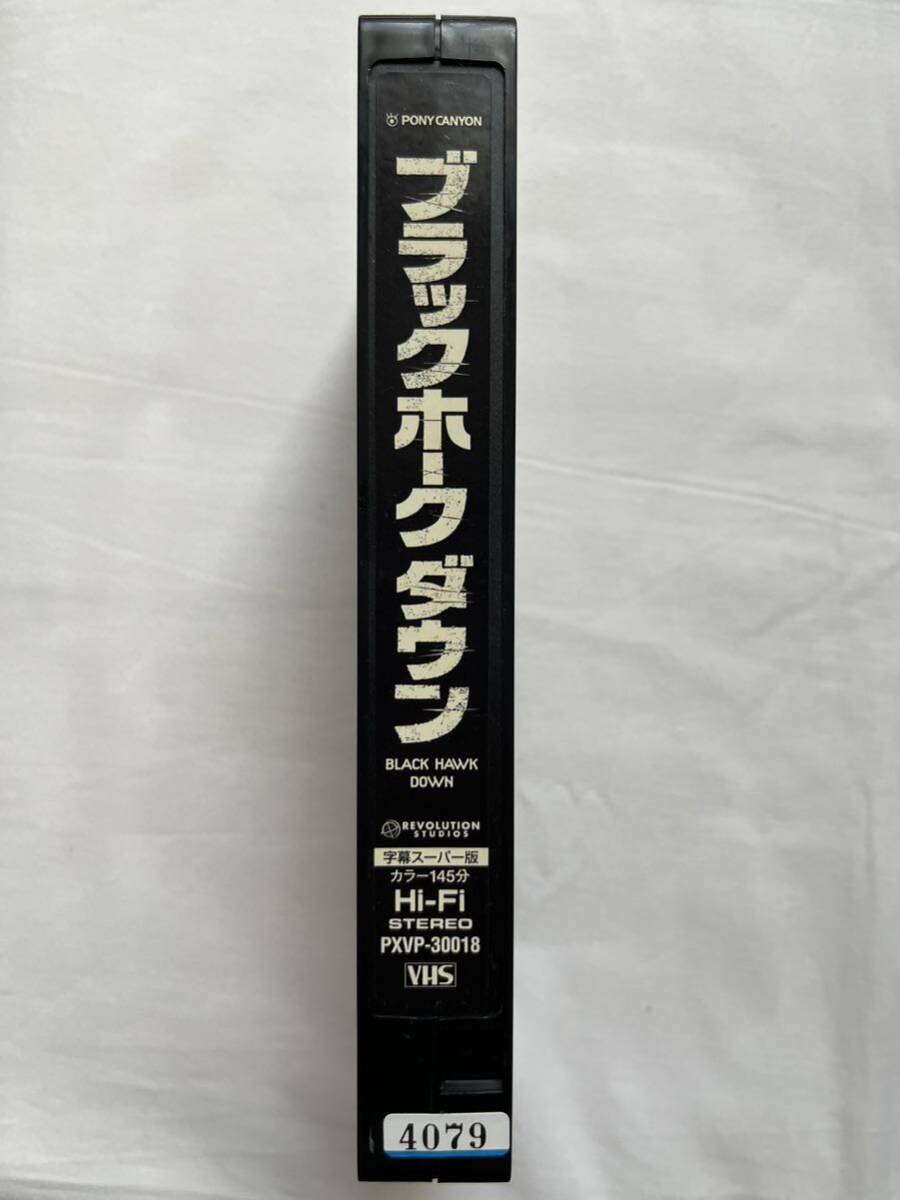 PONY CANYON
ブラックホークダウン
BLACK HAWK
DOWN
REVOLUTION
STUDIOS
字幕スーパー版
カラー145分
Hi-Fi
STEREO
PXVP-30018
VHS
4079